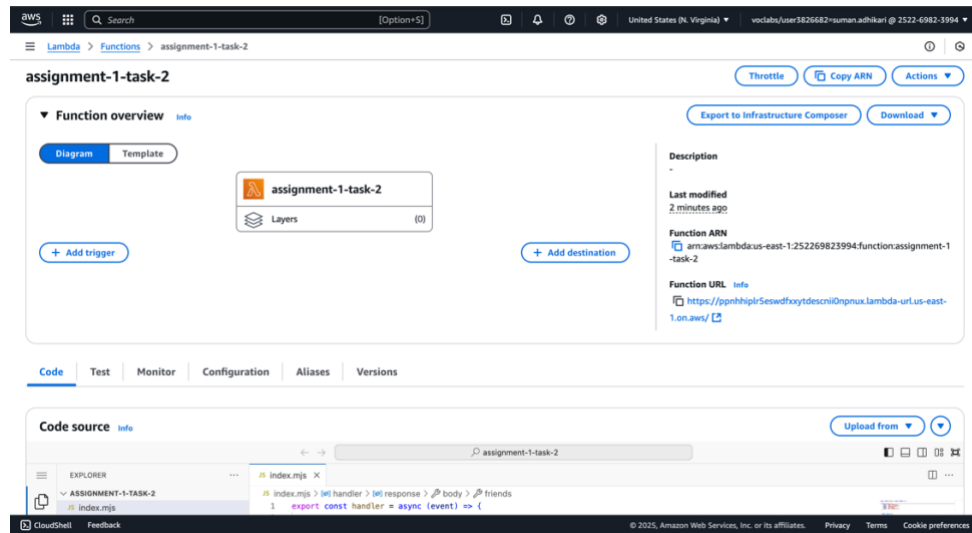 aws
Search [Option+S]
United States (N. Virginia) ▼ voclabs/user3826682=suman.adhikari @ 2522-6982-3994 ▼
Lambda > Functions > assignment-1-task-2
assignment-1-task-2
Throttle Copy ARN Actions ▼
▼ Function overview Info
Export to Infrastructure Composer Download ▼
Diagram Template
assignment-1-task-2
Layers (0)
+ Add trigger
+ Add destination
Description
-
Last modified
2 minutes ago
Function ARN
arn:aws:lambda:us-east-1:252269823994:function:assignment-1
-task-2
Function URL Info
https://ppnhhiplr5eswdfxxytdescnii0npnux.lambda-url.us-east-
1.on.aws/
Code Test Monitor Configuration Aliases Versions
Code source Info
Upload from ▼
assignment-1-task-2
EXPLORER ···
JS index.mjs ×
ASSIGNMENT-1-TASK-2
JS index.mjs > handler > response > body > friends
JS index.mjs
1 export const handler = async (event) => {
CloudShell Feedback
© 2025, Amazon Web Services, Inc. or its affiliates. Privacy Terms Cookie preferences